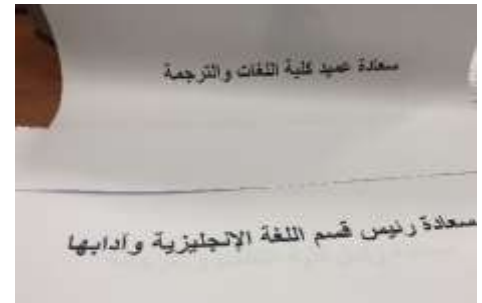 سعادة عميد كلية اللغات والترجمة
سعادة رئيس قسم اللغة الإنجليزية وآدابها